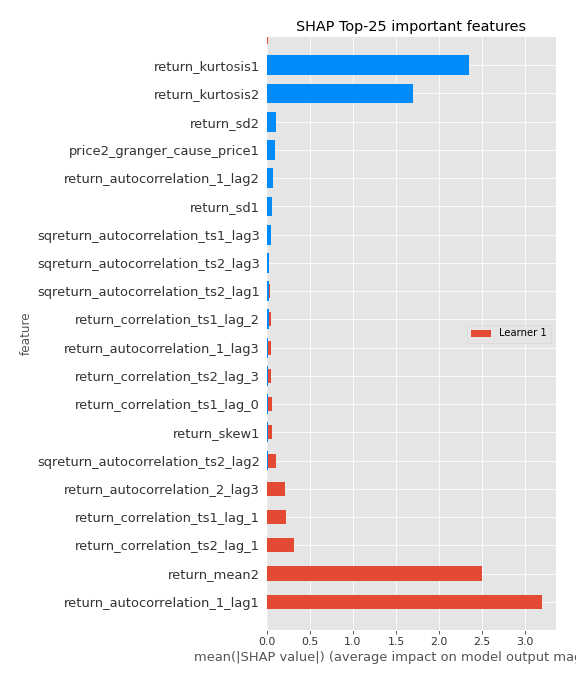 SHAP Top-25 important features
return_kurtosis1
return_kurtosis2
return_sd2
price2_granger_cause_price1
return_autocorrelation_1_lag2
return_sd1
sqreturn_autocorrelation_ts1_lag3
sqreturn_autocorrelation_ts2_lag3
sqreturn_autocorrelation_ts2_lag1
return_correlation_ts1_lag_2
return_autocorrelation_1_lag3
return_correlation_ts2_lag_3
return_correlation_ts1_lag_0
return_skew1
sqreturn_autocorrelation_ts2_lag2
return_autocorrelation_2_lag3
return_correlation_ts1_lag_1
return_correlation_ts2_lag_1
return_mean2
return_autocorrelation_1_lag1
feature
Learner 1
0.0 0.5 1.0 1.5 2.0 2.5 3.0
mean(|SHAP value|) (average impact on model output mag